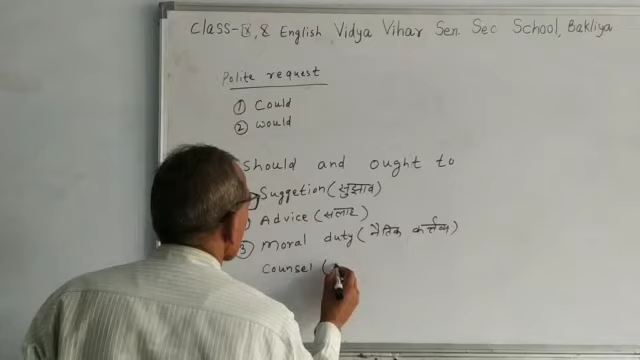 Class-IX, 8 English Vidya Vihar Sen. Sec School, Bakliya
Polite request
① Could
② Would
Should and ought to
Suggetion (सुझाव)
Advice (सलाह)
③ Moral duty (नैतिक कर्त्तव्य)
Counsel (